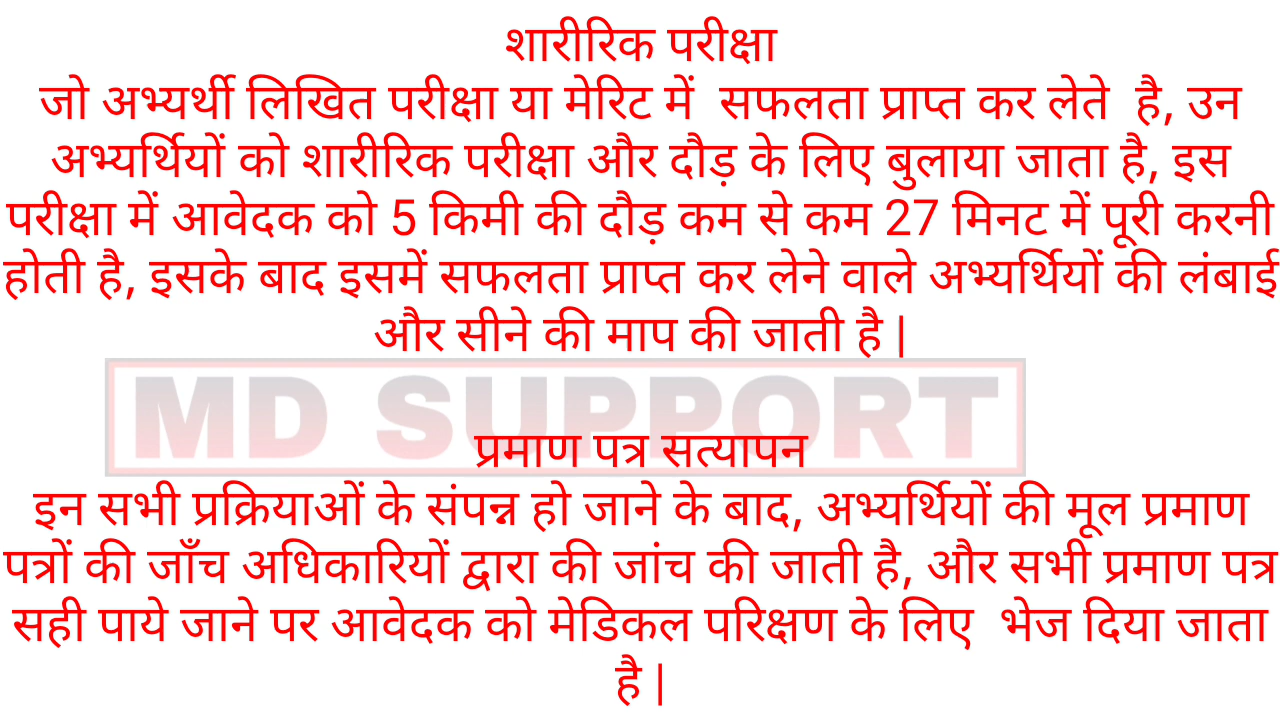 शारीरिक परीक्षा
जो अभ्यर्थी लिखित परीक्षा या मेरिट में  सफलता प्राप्त कर लेते  है, उन
अभ्यर्थियों को शारीरिक परीक्षा और दौड़ के लिए बुलाया जाता है, इस
परीक्षा में आवेदक को 5 किमी की दौड़ कम से कम 27 मिनट में पूरी करनी
होती है, इसके बाद इसमें सफलता प्राप्त कर लेने वाले अभ्यर्थियों की लंबाई
और सीने की माप की जाती है |
MD SUPPORT
प्रमाण पत्र सत्यापन
इन सभी प्रक्रियाओं के संपन्न हो जाने के बाद, अभ्यर्थियों की मूल प्रमाण
पत्रों की जाँच अधिकारियों द्वारा की जांच की जाती है, और सभी प्रमाण पत्र
सही पाये जाने पर आवेदक को मेडिकल परिक्षण के लिए  भेज दिया जाता
है |